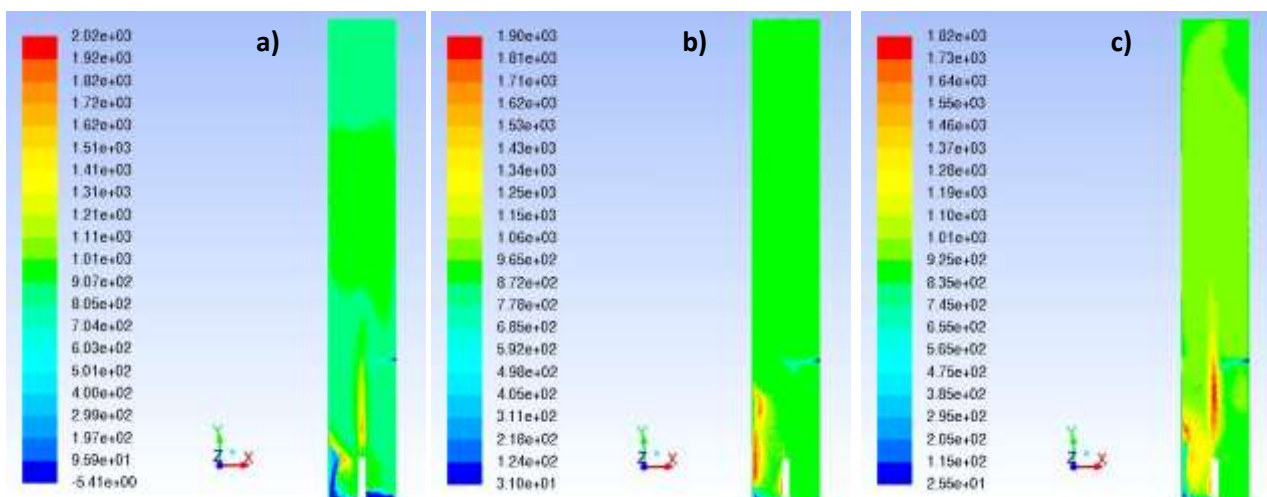 a)
2.02e+03
1.92e+03
1.82e+03
1.72e+03
1.62e+03
1.51e+03
1.41e+03
1.31e+03
1.21e+03
1.11e+03
1.01e+03
9.07e+02
8.05e+02
7.04e+02
6.03e+02
5.01e+02
4.00e+02
2.99e+02
1.97e+02
9.59e+01
-5.41e+00
Y
Z
X
b)
1.90e+03
1.81e+03
1.71e+03
1.62e+03
1.53e+03
1.43e+03
1.34e+03
1.25e+03
1.15e+03
1.06e+03
9.65e+02
8.72e+02
7.78e+02
6.85e+02
5.92e+02
4.98e+02
4.05e+02
3.11e+02
2.18e+02
1.24e+02
3.10e+01
Y
Z
X
c)
1.82e+03
1.73e+03
1.64e+03
1.55e+03
1.46e+03
1.37e+03
1.28e+03
1.19e+03
1.10e+03
1.01e+03
9.25e+02
8.35e+02
7.45e+02
6.55e+02
5.65e+02
4.75e+02
3.85e+02
2.95e+02
2.05e+02
1.15e+02
2.55e+01
Y
Z
X